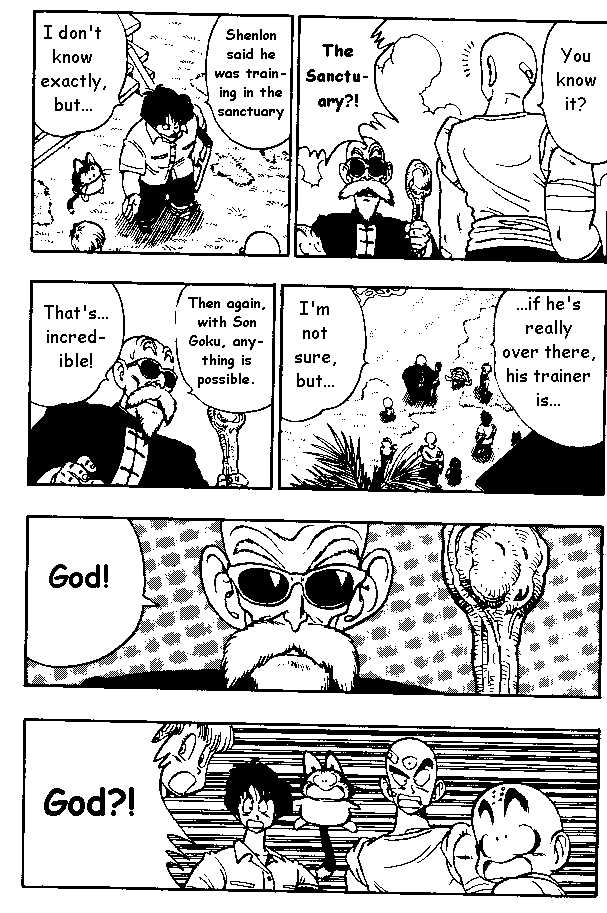 I don't
know
exactly,
but...
Shenlon
said he
was train-
ing in the
sanctuary
The
Sanctu-
ary?!
You
know
it?
That's...
incred-
ible!
Then again,
with Son
Goku, any-
thing is
possible.
I'm
not
sure,
but...
...if he's
really
over there,
his trainer
is...
God!
God?!